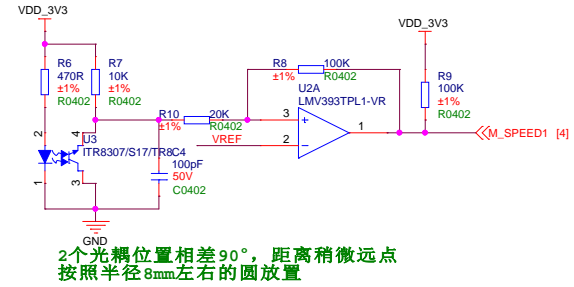 VDD_3V3
VDD_3V3
R6
470R
±1%
R0402
R7
10K
±1%
R0402
R8
100K
±1%
R0402
U2A
LMV393TPL1-VR
R9
100K
±1%
R0402
R10
20K
±1%
R0402
3
+
2
-
1
VREF
M_SPEED1 [4]
2
4
U3
ITR8307/S17/TR8
1
3
C4
100pF
50V
C0402
GND
2个光耦位置相差90°，距离稍微远点
按照半径8mm左右的圆放置